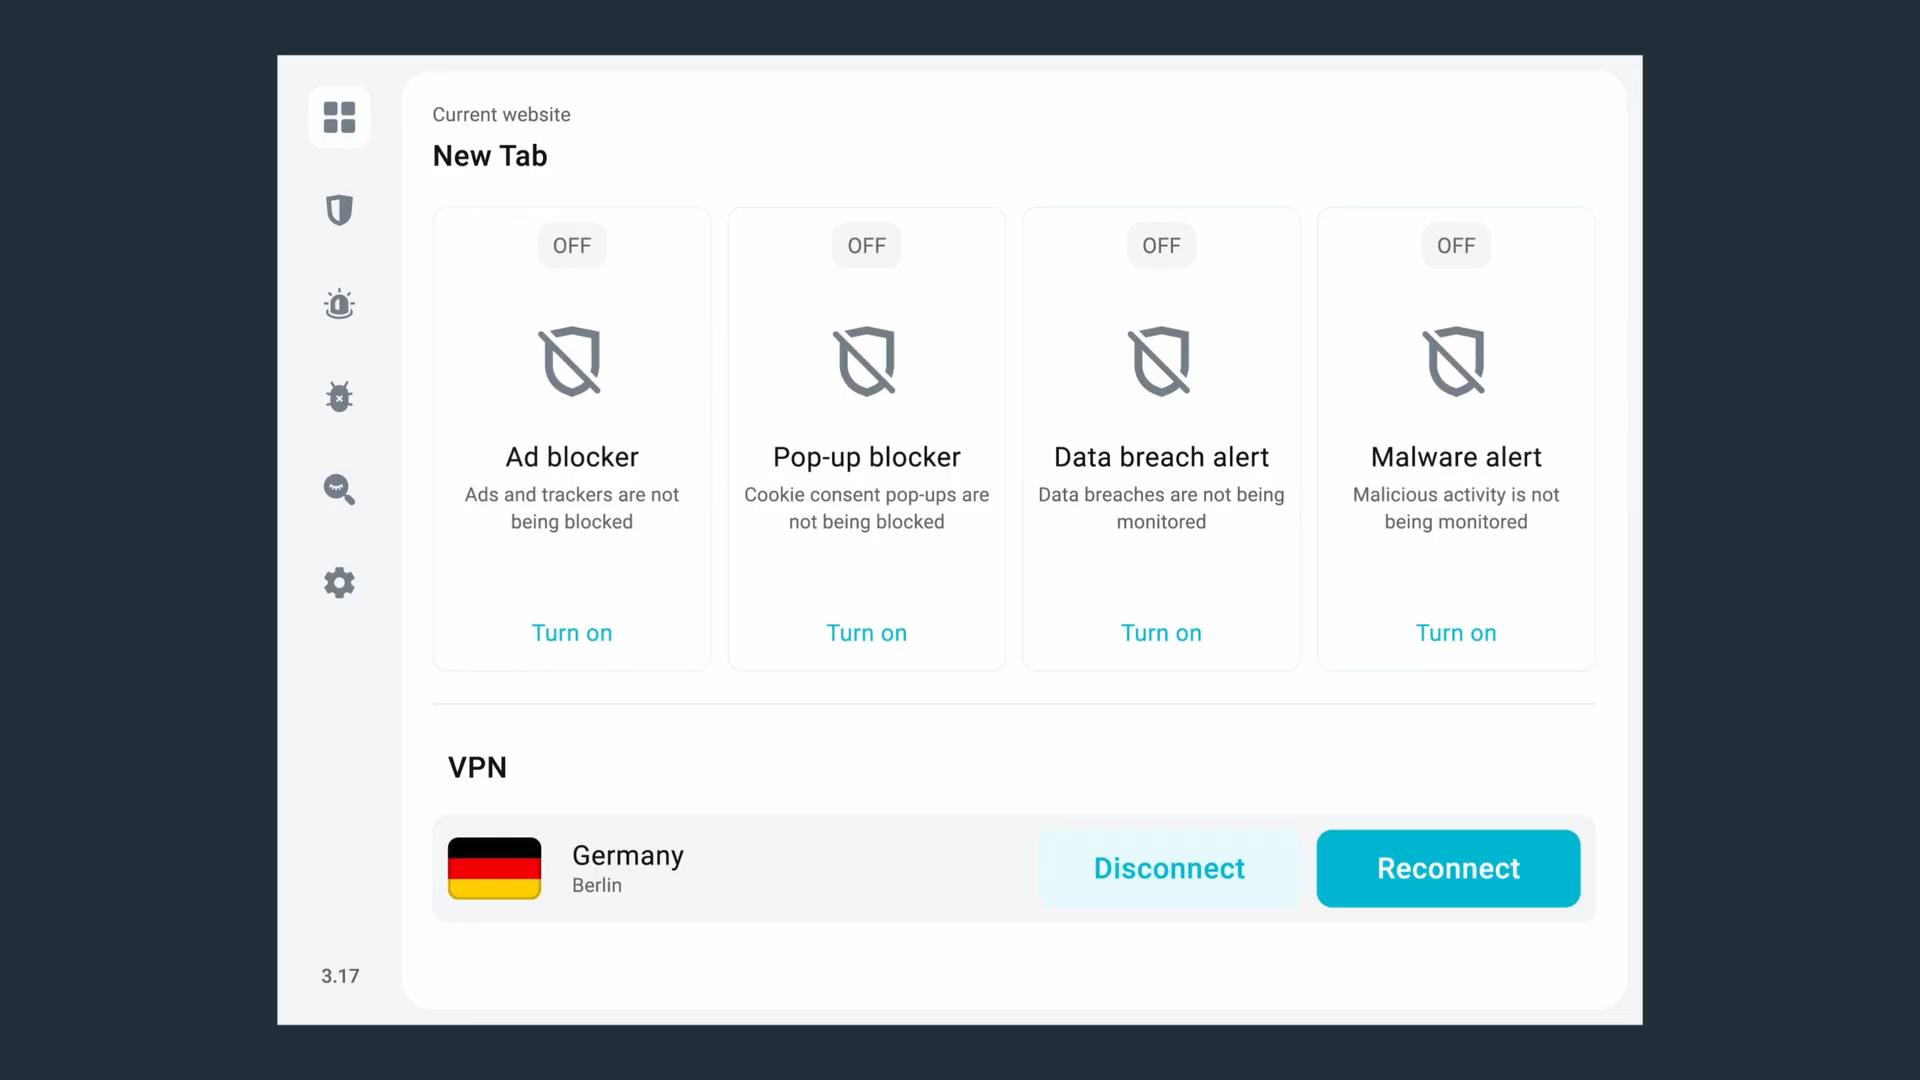 Current website
New Tab
OFF
Ad blocker
Ads and trackers are not
being blocked
Turn on
OFF
Pop-up blocker
Cookie consent pop-ups are
not being blocked
Turn on
OFF
Data breach alert
Data breaches are not being
monitored
Turn on
OFF
Malware alert
Malicious activity is not
being monitored
Turn on
VPN
Germany
Berlin
Disconnect
Reconnect
3.17